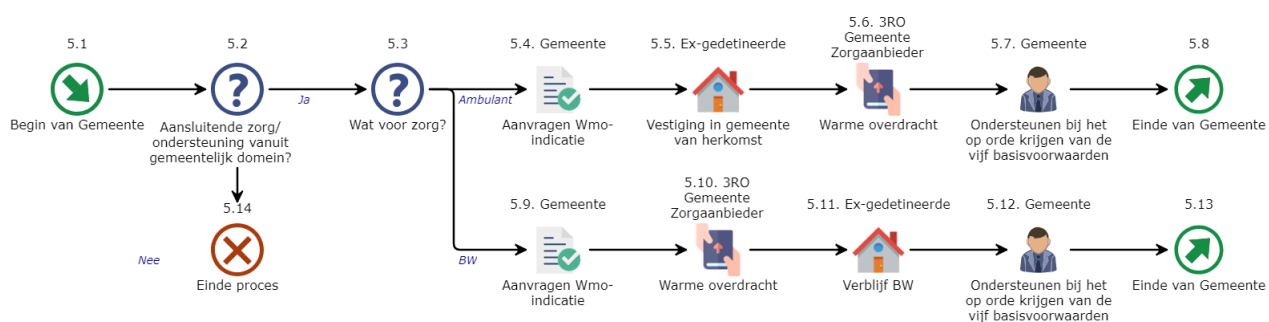 5.1
Begin van Gemeente
5.2
Aansluitende zorg/
ondersteuning vanuit
gemeentelijk domein?
Ja
5.3
Wat voor zorg?
Ambulant
5.4. Gemeente
Aanvragen Wmo-
indicatie
5.5. Ex-gedetineerde
Vestiging in gemeente
van herkomst
5.6. 3RO
Gemeente
Zorgaanbieder
Warme overdracht
5.7. Gemeente
Ondersteunen bij het
op orde krijgen van de
vijf basisvoorwaarden
5.8
Einde van Gemeente
Nee
5.14
Einde proces
BW
5.9. Gemeente
Aanvragen Wmo-
indicatie
5.10. 3RO
Gemeente
Zorgaanbieder
Warme overdracht
5.11. Ex-gedetineerde
Verblijf BW
5.12. Gemeente
Ondersteunen bij het
op orde krijgen van de
vijf basisvoorwaarden
5.13
Einde van Gemeente